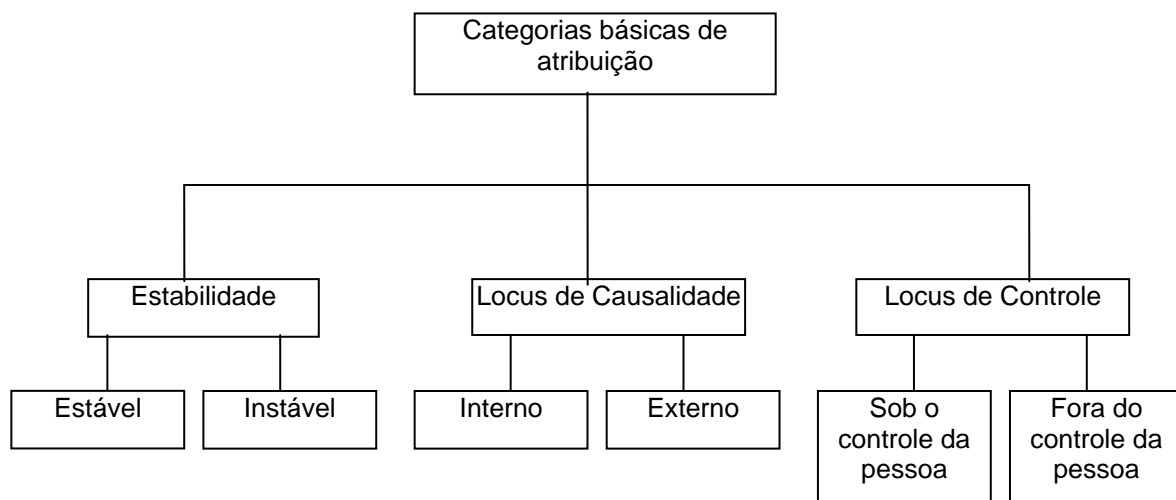 Categorias básicas de
atribuição
Estabilidade
Locus de Causalidade
Locus de Controle
Estável
Instável
Interno
Externo
Sob o
controle da
pessoa
Fora do
controle da
pessoa